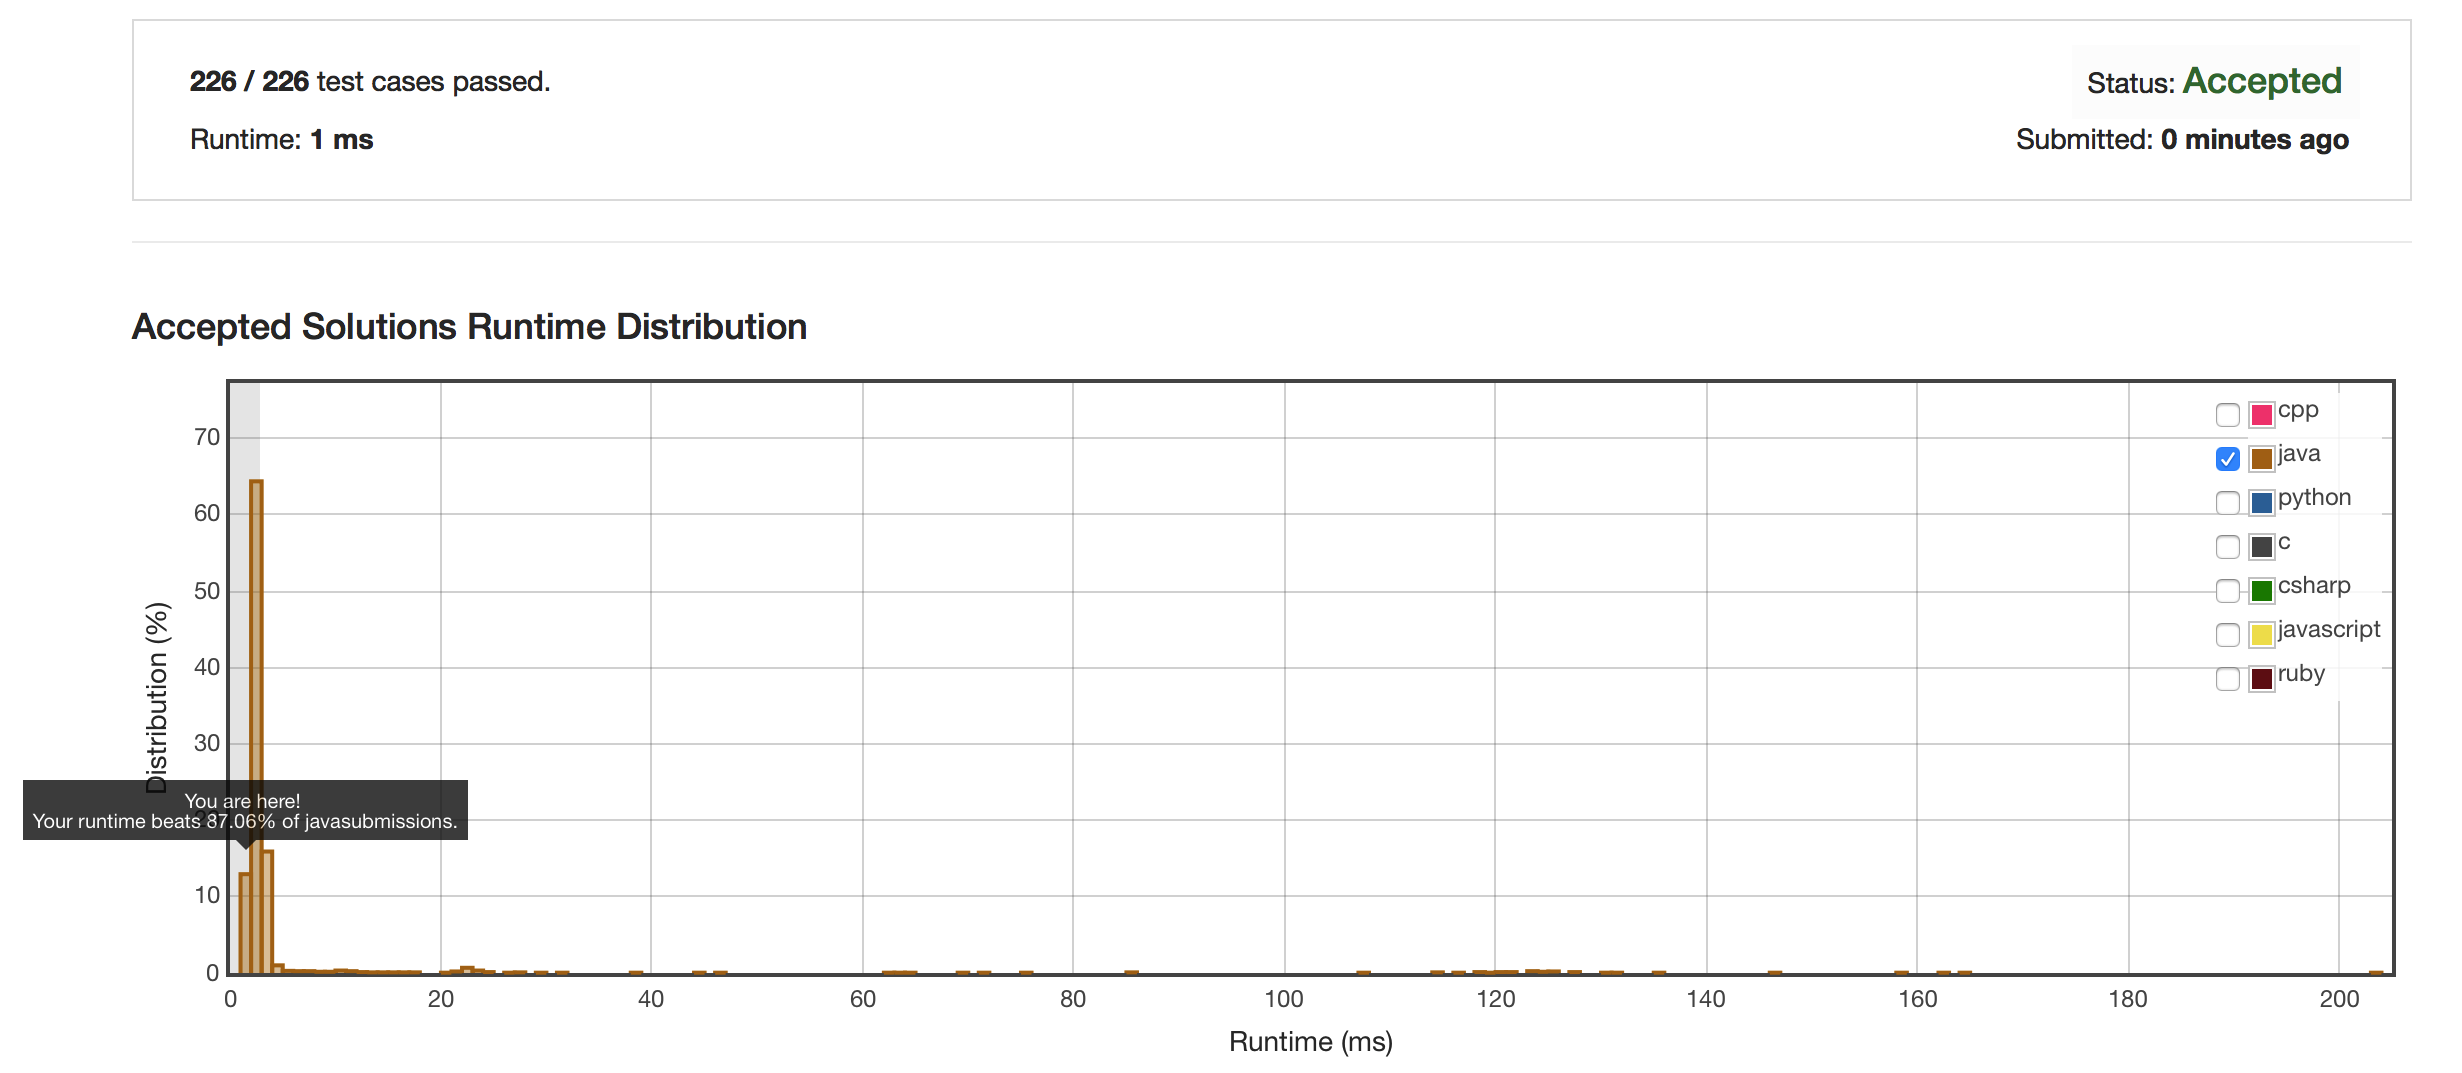 226 / 226 test cases passed.
Status: Accepted
Runtime: 1 ms
Submitted: 0 minutes ago
Accepted Solutions Runtime Distribution
cpp
java
python
c
csharp
javascript
ruby
Distribution (%)
70
60
50
40
30
20
10
0
You are here!
Your runtime beats 87.06% of javasubmissions.
0 20 40 60 80 100 120 140 160 180 200
Runtime (ms)